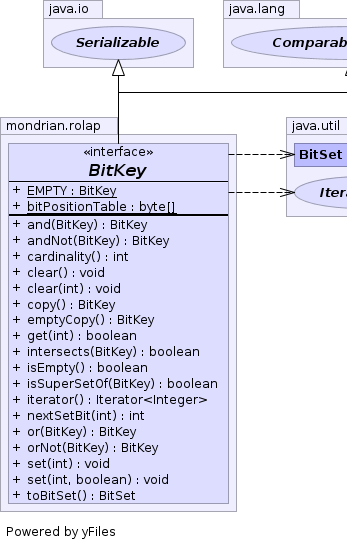 java.io
java.lang
Serializable
Comparab
mondrian.rolap
java.util
«interface»
BitKey
BitSet
Itera
+ EMPTY : BitKey
+ bitPositionTable : byte[]
+ and(BitKey) : BitKey
+ andNot(BitKey) : BitKey
+ cardinality() : int
+ clear() : void
+ clear(int) : void
+ copy() : BitKey
+ emptyCopy() : BitKey
+ get(int) : boolean
+ intersects(BitKey) : boolean
+ isEmpty() : boolean
+ isSuperSetOf(BitKey) : boolean
+ iterator() : Iterator<Integer>
+ nextSetBit(int) : int
+ or(BitKey) : BitKey
+ orNot(BitKey) : BitKey
+ set(int) : void
+ set(int, boolean) : void
+ toBitSet() : BitSet
Powered by yFiles